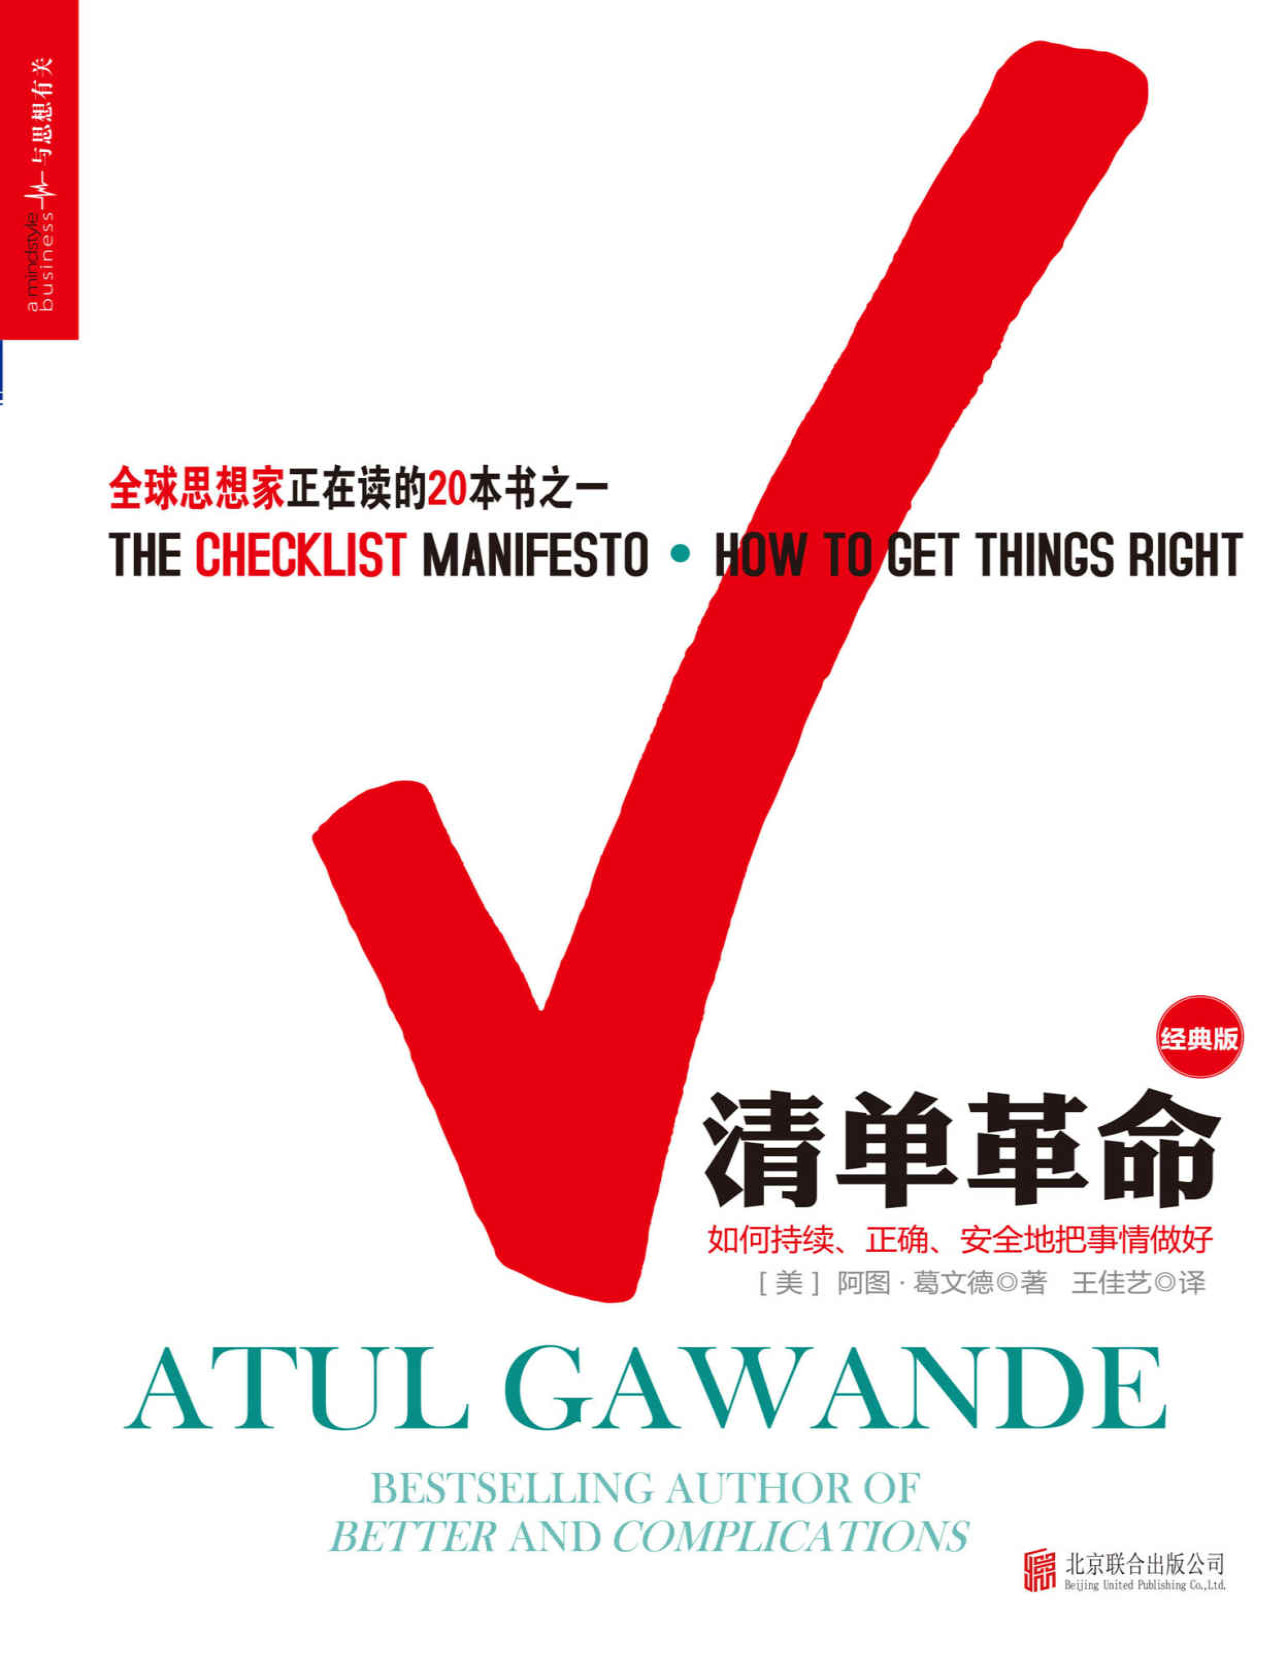 与思想有关
a mindstyle
business
全球思想家正在读的20本书之一
THE CHECKLIST MANIFESTO • HOW TO GET THINGS RIGHT
经典版
清单革命
如何持续、正确、安全地把事情做好
[美] 阿图·葛文德◎著 王佳艺◎译
ATUL GAWANDE
BESTSELLING AUTHOR OF
BETTER AND COMPLICATIONS
北京联合出版公司
Beijing United Publishing Co.,Ltd.